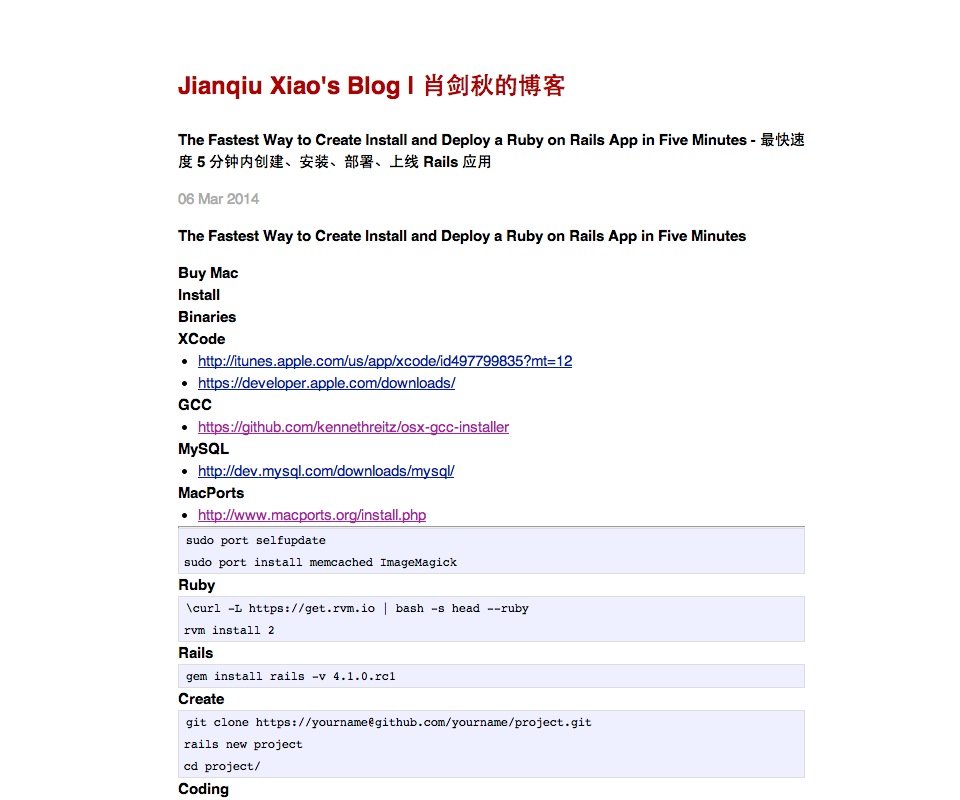 Jianqiu Xiao's Blog | 肖剑秋的博客
The Fastest Way to Create Install and Deploy a Ruby on Rails App in Five Minutes - 最快速
度 5 分钟内创建、安装、部署、上线 Rails 应用
06 Mar 2014
The Fastest Way to Create Install and Deploy a Ruby on Rails App in Five Minutes
Buy Mac
Install
Binaries
XCode
• http://itunes.apple.com/us/app/xcode/id497799835?mt=12
• https://developer.apple.com/downloads/
GCC
• https://github.com/kennethreitz/osx-gcc-installer
MySQL
• http://dev.mysql.com/downloads/mysql/
MacPorts
• http://www.macports.org/install.php
sudo port selfupdate
sudo port install memcached ImageMagick
Ruby
\curl -L https://get.rvm.io | bash -s head --ruby
rvm install 2
Rails
gem install rails -v 4.1.0.rc1
Create
git clone https://yourname@github.com/yourname/project.git
rails new project
cd project/
Coding